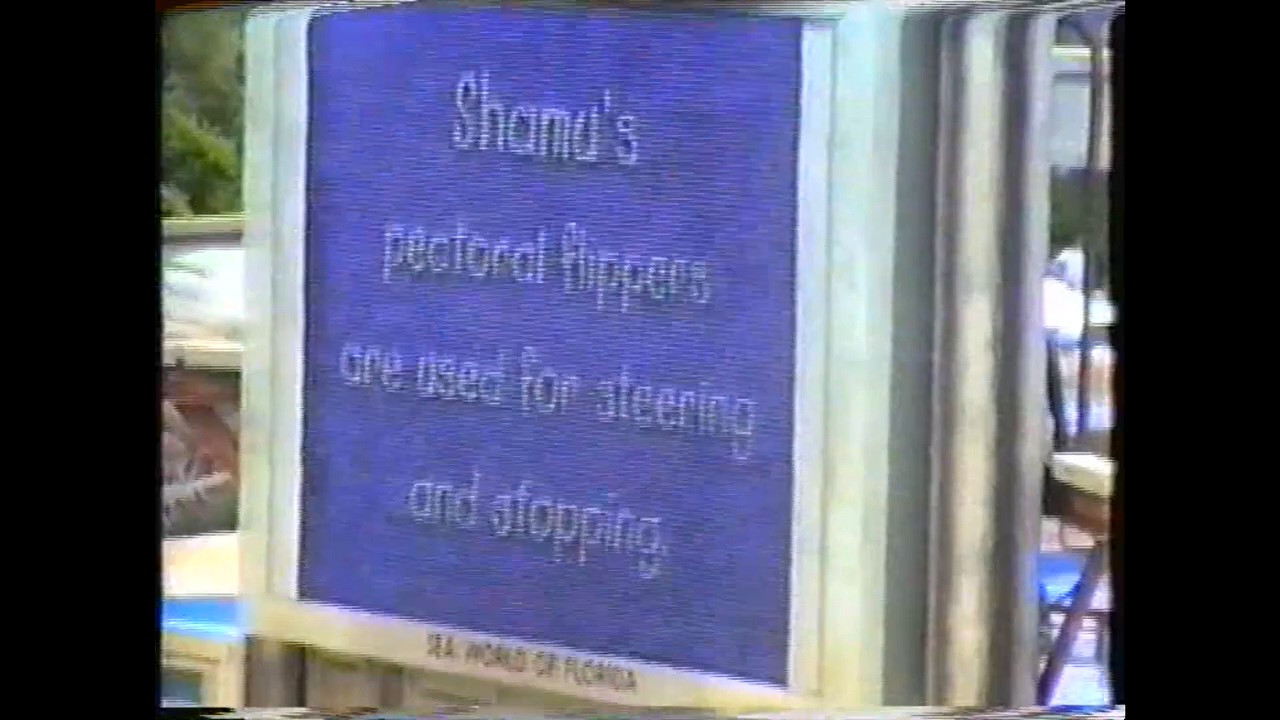 Shamu's
pectoral flippers
are used for steering
and stopping.
SEA WORLD OF FLORIDA